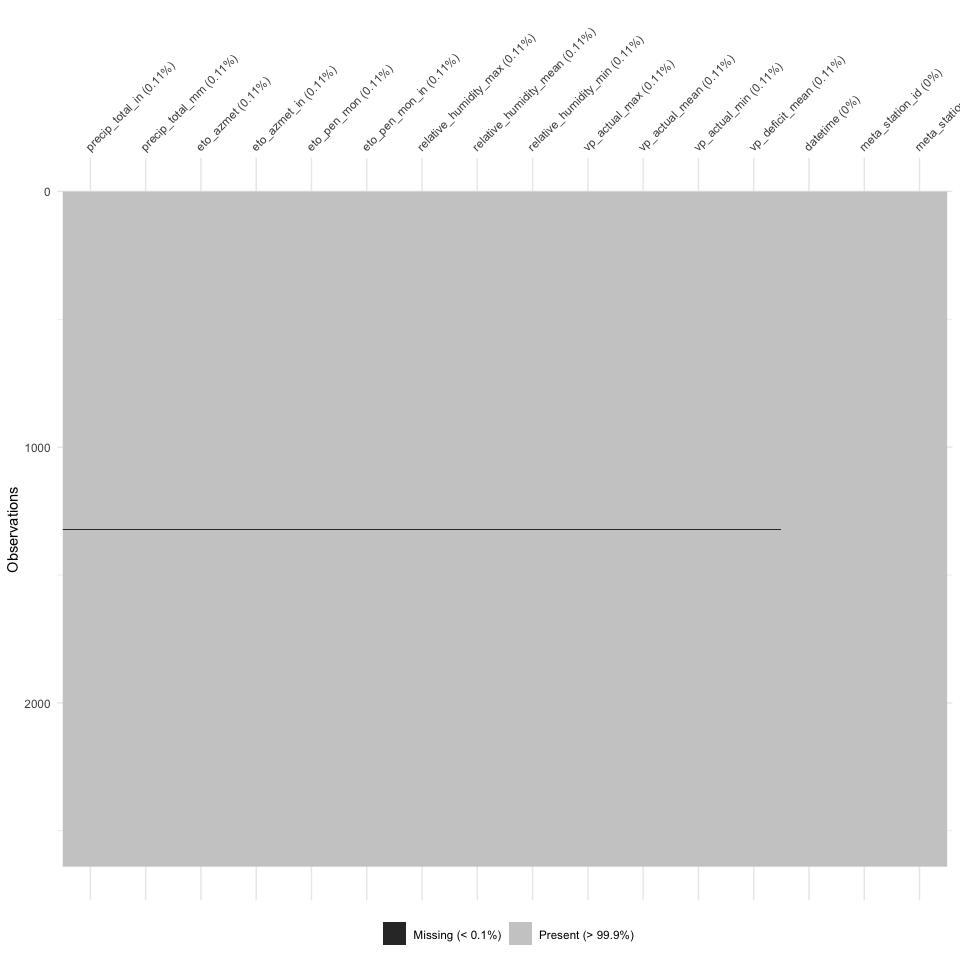 precip_total_in (0.11%)
precip_total_mm (0.11%)
eto_azmet (0.11%)
eto_azmet_in (0.11%)
eto_pen_mon (0.11%)
eto_pen_mon_in (0.11%)
relative_humidity_max (0.11%)
relative_humidity_mean (0.11%)
relative_humidity_min (0.11%)
vp_actual_max (0.11%)
vp_actual_mean (0.11%)
vp_actual_min (0.11%)
vp_deficit_mean (0.11%)
datetime (0%)
meta_station_id (0%)
0
1000
2000
Observations
Missing (< 0.1%)
Present (> 99.9%)